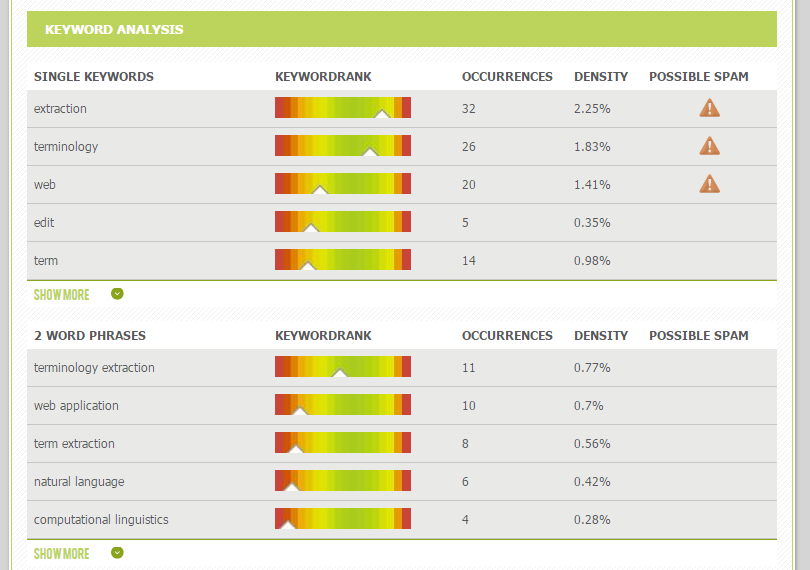 KEYWORD ANALYSIS
SINGLE KEYWORDS KEYWORDRANK OCCURRENCES DENSITY POSSIBLE SPAM
extraction 32 2.25%
terminology 26 1.83%
web 20 1.41%
edit 5 0.35%
term 14 0.98%
SHOW MORE
2 WORD PHRASES KEYWORDRANK OCCURRENCES DENSITY POSSIBLE SPAM
terminology extraction 11 0.77%
web application 10 0.7%
term extraction 8 0.56%
natural language 6 0.42%
computational linguistics 4 0.28%
SHOW MORE